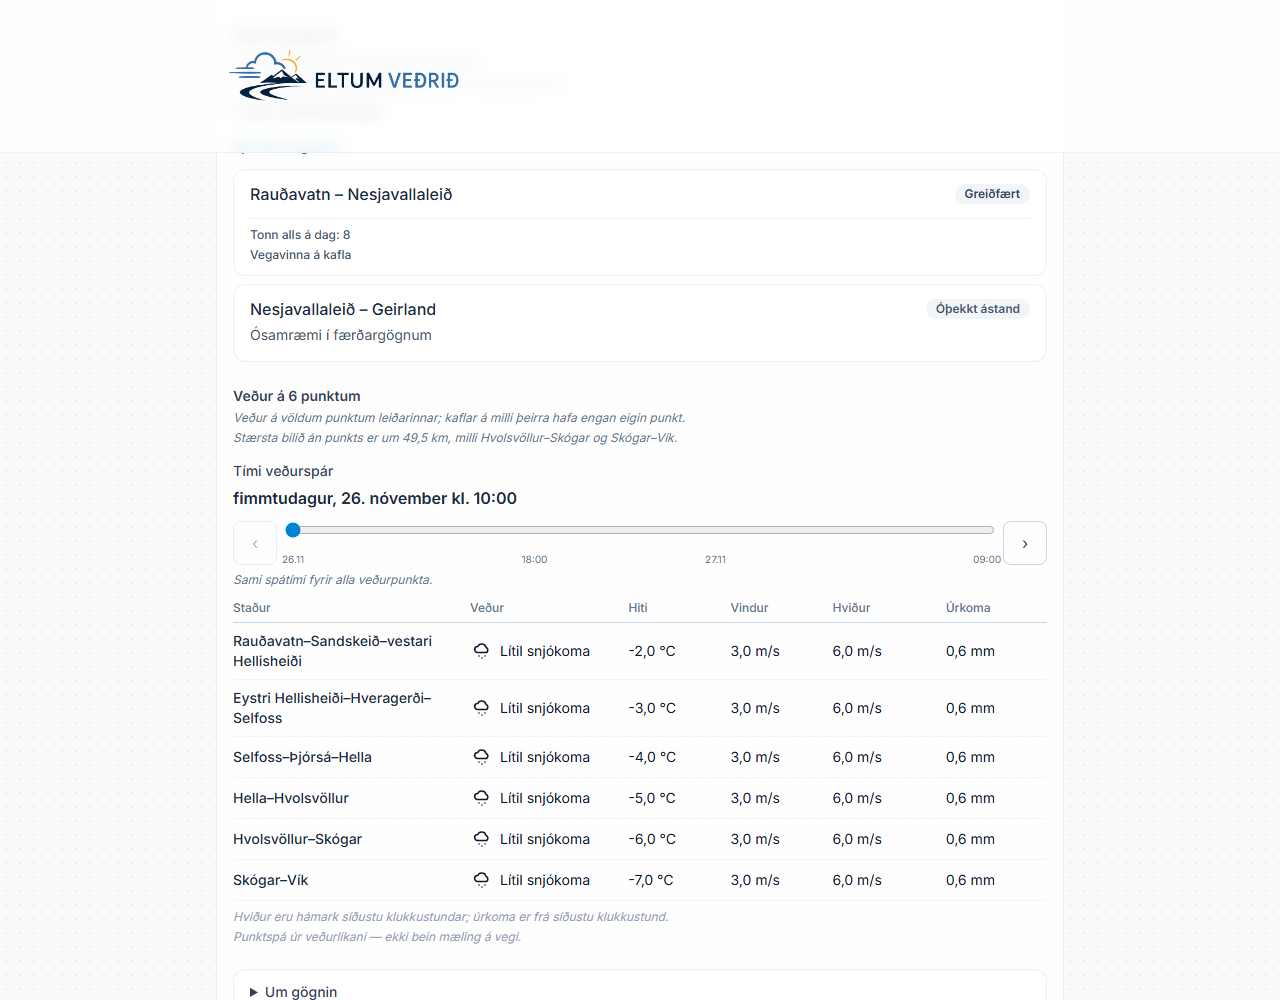 ELTUM VEÐRIÐ
Rauðavatn – Nesjavallaleið
Greiðfært
Tonn alls á dag: 8
Vegavinna á kafla
Nesjavallaleið – Geirland
Óþekkt ástand
Ósamræmi í færðargögnum
Veður á 6 punktum
Veður á völdum punktum leiðarinnar; kaflar á milli þeirra hafa engan eigin punkt.
Stærsta bilið án punkts er um 49,5 km, milli Hvolsvöllur–Skógar og Skógar–Vík.
Tími veðurspár
fimmtudagur, 26. nóvember kl. 10:00
‹
›
26.11 18:00 27.11 09:00
Sami spátími fyrir alla veðurpunkta.
Staður Veður Hiti Vindur Hviður Úrkoma
Rauðavatn–Sandskeið–vestari
Hellisheiði
Lítil snjókoma -2,0 °C 3,0 m/s 6,0 m/s 0,6 mm
Eystri Hellisheiði–Hveragerði–
Selfoss
Lítil snjókoma -3,0 °C 3,0 m/s 6,0 m/s 0,6 mm
Selfoss–Þjórsá–Hella Lítil snjókoma -4,0 °C 3,0 m/s 6,0 m/s 0,6 mm
Hella–Hvolsvöllur Lítil snjókoma -5,0 °C 3,0 m/s 6,0 m/s 0,6 mm
Hvolsvöllur–Skógar Lítil snjókoma -6,0 °C 3,0 m/s 6,0 m/s 0,6 mm
Skógar–Vík Lítil snjókoma -7,0 °C 3,0 m/s 6,0 m/s 0,6 mm
Hviður eru hámark síðustu klukkustundar; úrkoma er frá síðustu klukkustund.
Punktspá úr veðurlíkani — ekki bein mæling á vegi.
▶ Um gögnin